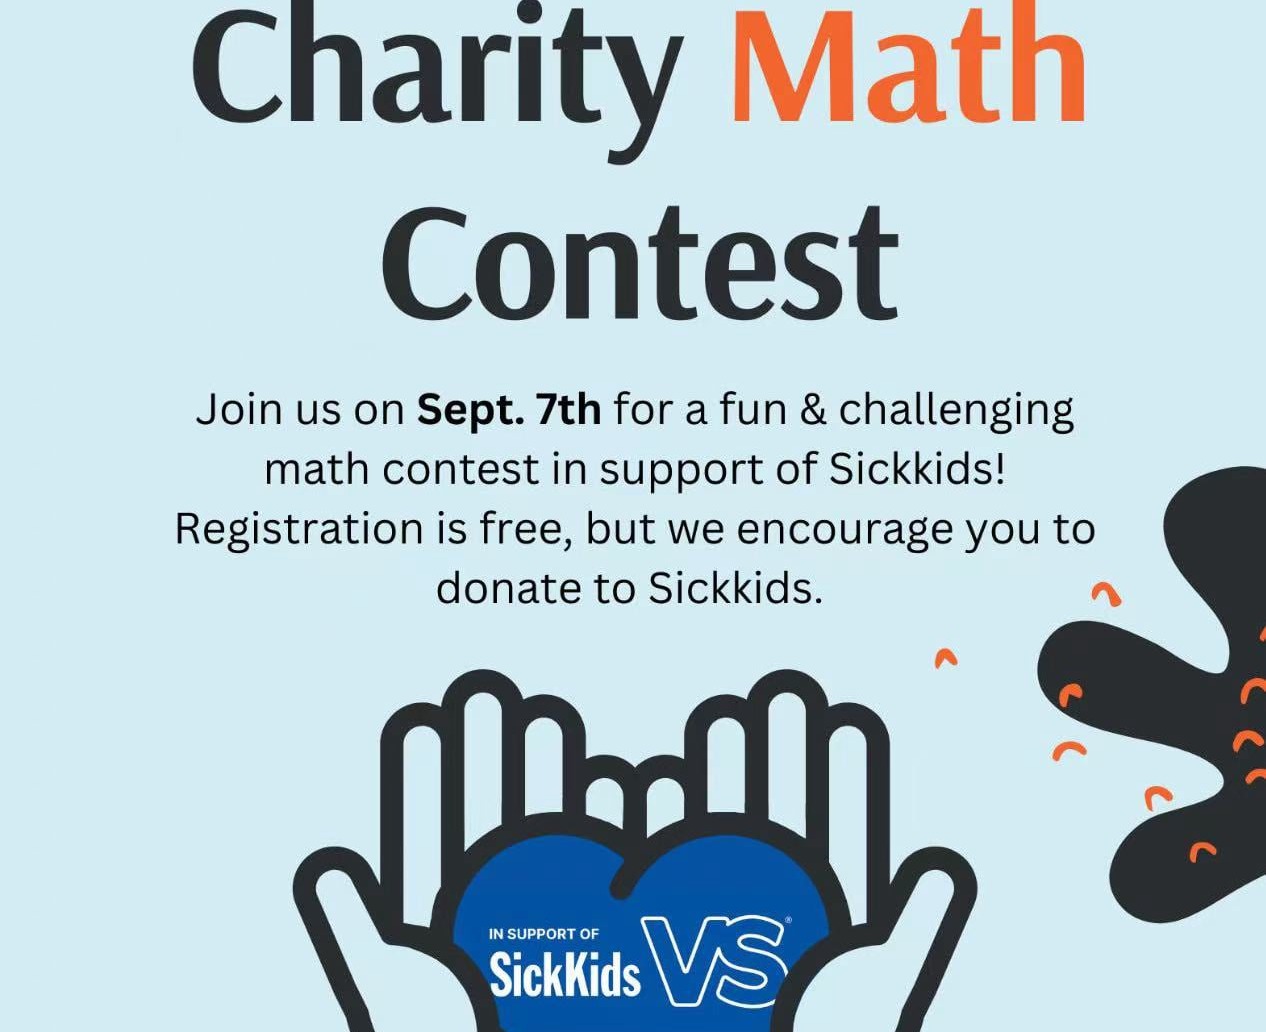 Charity Math
Contest
Join us on Sept. 7th for a fun & challenging
math contest in support of Sickkids!
Registration is free, but we encourage you to
donate to Sickkids.
IN SUPPORT OF
SickKids VS®